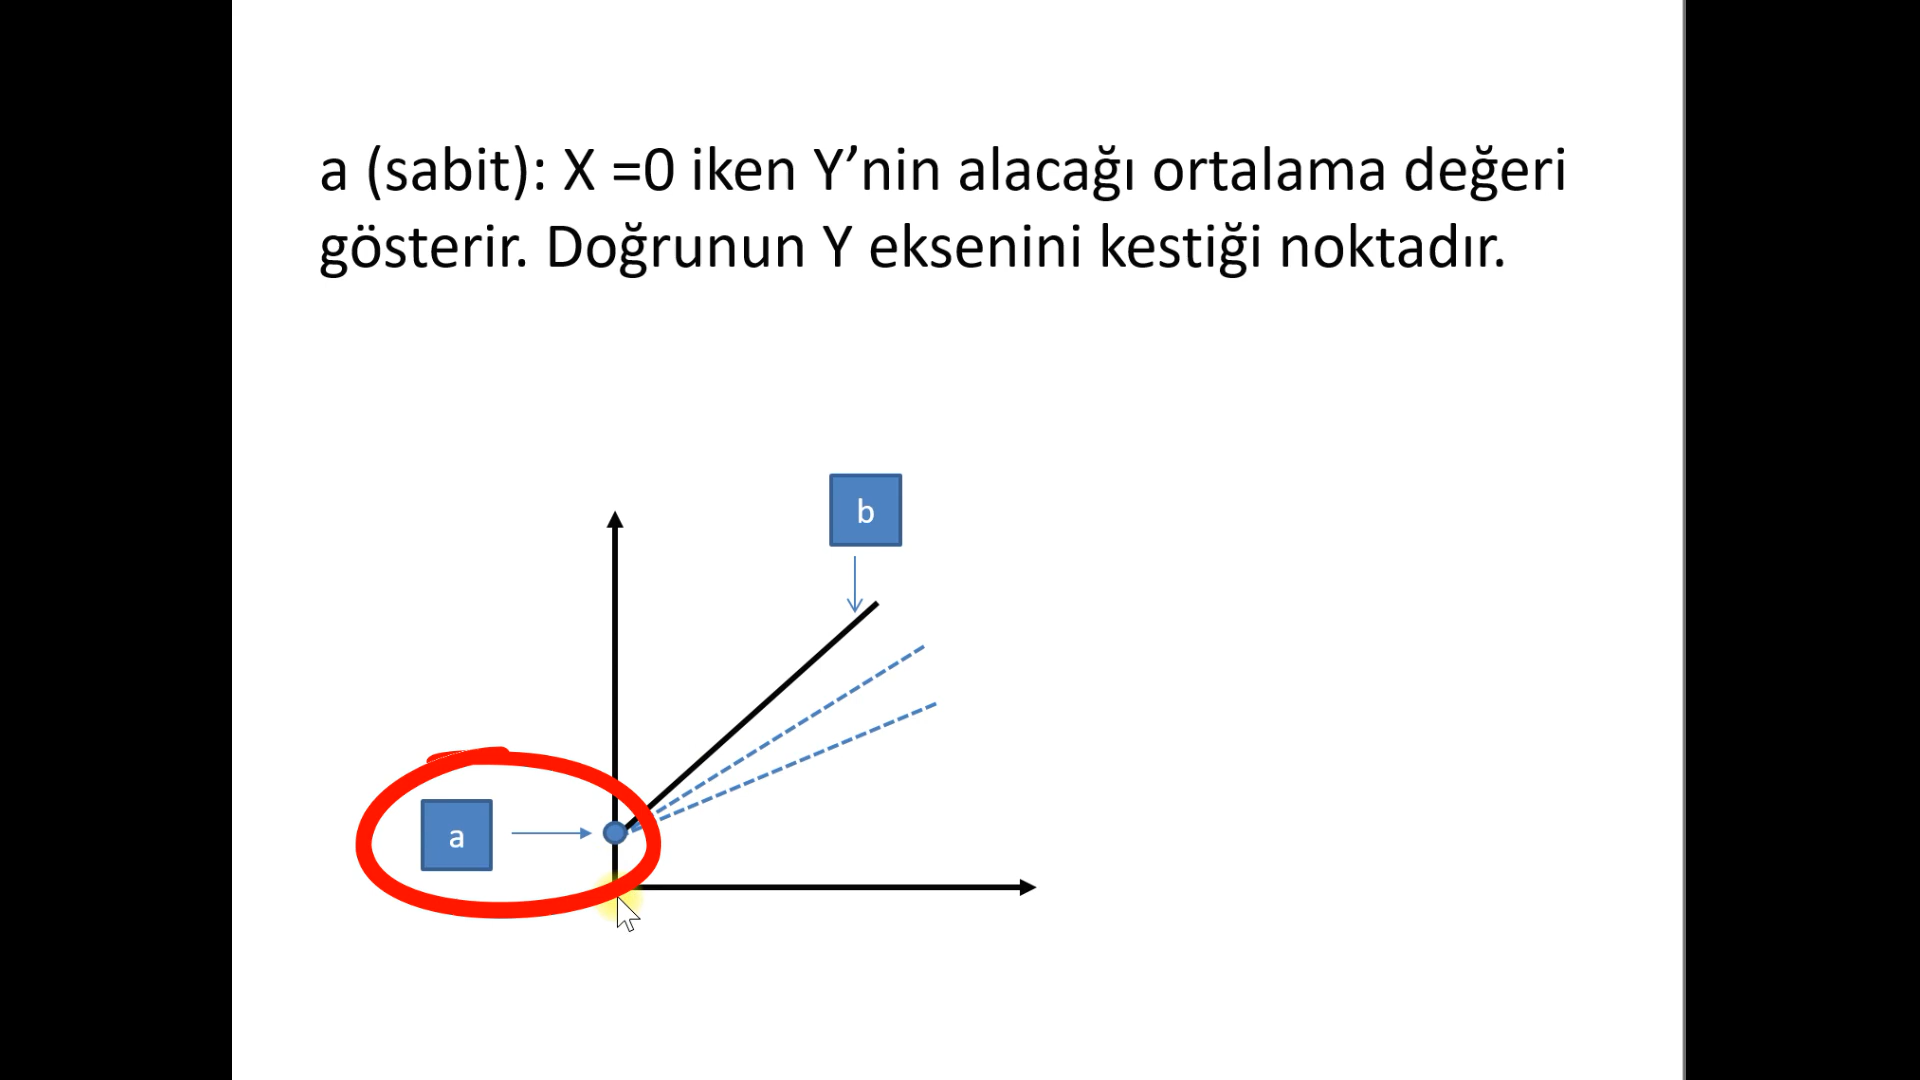 a (sabit): X =0 iken Y’nin alacağı ortalama değeri
gösterir. Doğrunun Y eksenini kestiği noktadır.
b
a